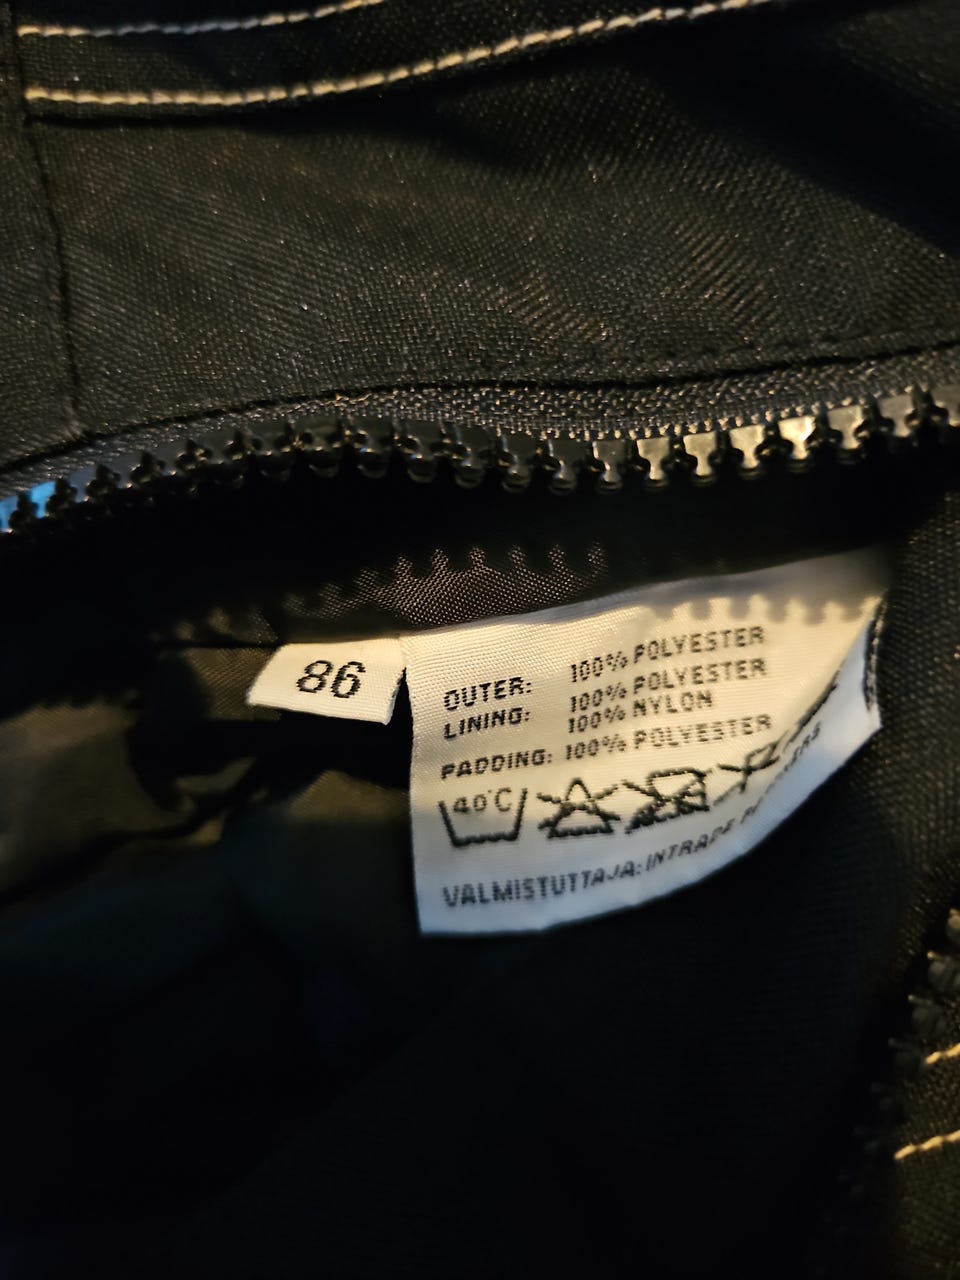 86
OUTER: 100% POLYESTER
LINING: 100% POLYESTER
100% NYLON
PADDING: 100% POLYESTER
40°C
VALMISTUTTAJA: INTRADE